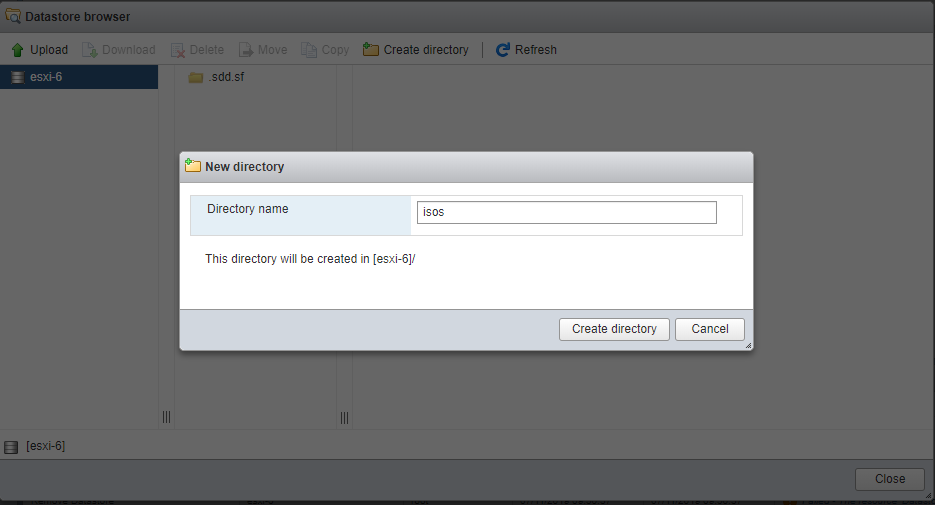 Datastore browser
Upload Download Delete Move Copy Create directory Refresh
esxi-6 .sdd.sf
New directory
Directory name isos
This directory will be created in [esxi-6]/
Create directory Cancel
[esxi-6]
Close